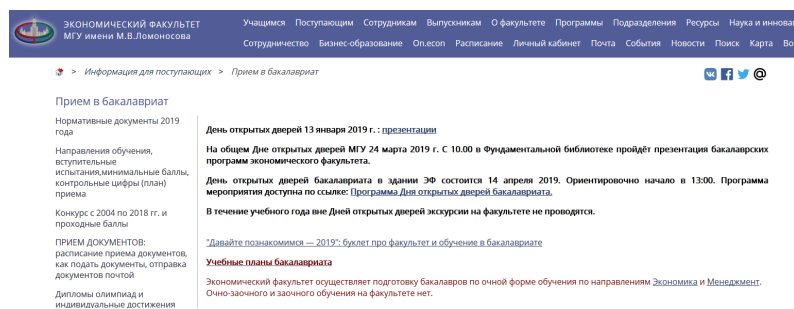 ЭКОНОМИЧЕСКИЙ ФАКУЛЬТЕТ
МГУ имени М.В.Ломоносова
Учащимся Поступающим Сотрудникам Выпускникам О факультете Программы Подразделения Ресурсы Наука и иннова
Сотрудничество Бизнес-образование On.econ Расписание Личный кабинет Почта События Новости Поиск Карта Во
> Информация для поступающих > Прием в бакалавриат
Прием в бакалавриат
Нормативные документы 2019
года
Направления обучения,
вступительные
испытания,минимальные баллы,
контрольные цифры (план)
приема
Конкурс с 2004 по 2018 гг. и
проходные баллы
ПРИЕМ ДОКУМЕНТОВ:
расписание приема документов,
как подать документы, отправка
документов почтой
Дипломы олимпиад и
индивидуальные достижения
День открытых дверей 13 января 2019 г. : презентации
На общем Дне открытых дверей МГУ 24 марта 2019 г. С 10.00 в Фундаментальной библиотеке пройдёт презентация бакалаврских
программ экономического факультета.
День открытых дверей бакалавриата в здании ЭФ состоится 14 апреля 2019. Ориентировочно начало в 13:00. Программа
мероприятия доступна по ссылке: Программа Дня открытых дверей бакалавриата.
В течение учебного года вне Дней открытых дверей экскурсии на факультете не проводятся.
"Давайте познакомимся — 2019": буклет про факультет и обучение в бакалавриате
Учебные планы бакалавриата
Экономический факультет осуществляет подготовку бакалавров по очной форме обучения по направлениям Экономика и Менеджмент.
Очно-заочного и заочного обучения на факультете нет.